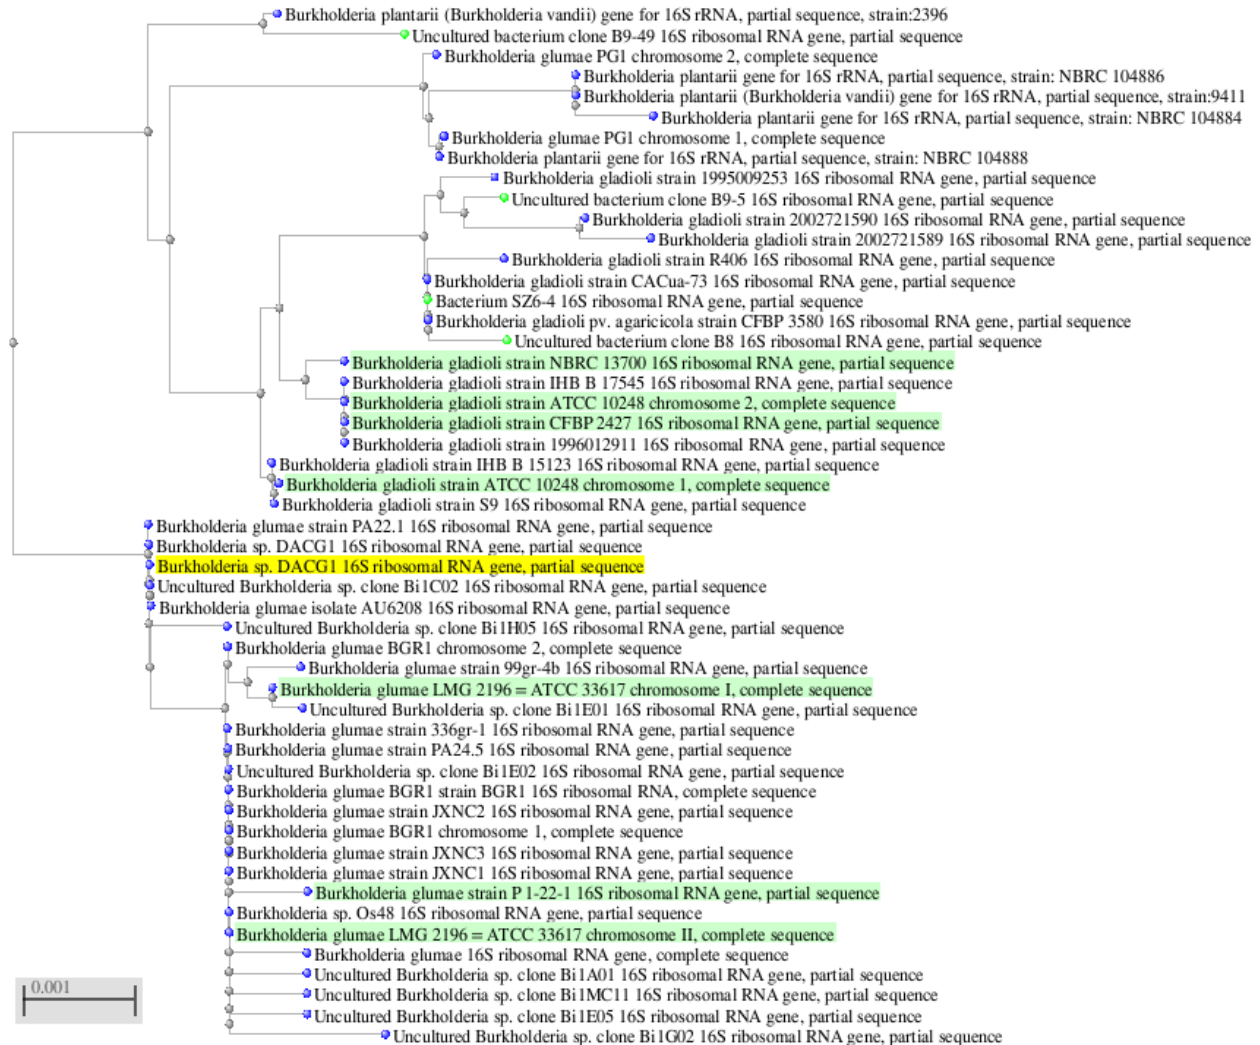 Burkholderia plantarii (Burkholderia vandii) gene for 16S rRNA, partial sequence, strain:2396
Uncultured bacterium clone B9-49 16S ribosomal RNA gene, partial sequence
Burkholderia glumae PG1 chromosome 2, complete sequence
Burkholderia plantarii gene for 16S rRNA, partial sequence, strain: NBRC 104886
Burkholderia plantarii (Burkholderia vandii) gene for 16S rRNA, partial sequence, strain:9411
Burkholderia plantarii gene for 16S rRNA, partial sequence, strain: NBRC 104884
Burkholderia glumae PG1 chromosome 1, complete sequence
Burkholderia plantarii gene for 16S rRNA, partial sequence, strain: NBRC 104888
Burkholderia gladioli strain 1995009253 16S ribosomal RNA gene, partial sequence
Uncultured bacterium clone B9-5 16S ribosomal RNA gene, partial sequence
Burkholderia gladioli strain 2002721590 16S ribosomal RNA gene, partial sequence
Burkholderia gladioli strain 2002721589 16S ribosomal RNA gene, partial sequence
Burkholderia gladioli strain R406 16S ribosomal RNA gene, partial sequence
Burkholderia gladioli strain CACua-73 16S ribosomal RNA gene, partial sequence
Bacterium SZ6-4 16S ribosomal RNA gene, partial sequence
Burkholderia gladioli pv. agaricicola strain CFBP 3580 16S ribosomal RNA gene, partial sequence
Uncultured bacterium clone B8 16S ribosomal RNA gene, partial sequence
Burkholderia gladioli strain NBRC 13700 16S ribosomal RNA gene, partial sequence
Burkholderia gladioli strain IHB B 17545 16S ribosomal RNA gene, partial sequence
Burkholderia gladioli strain ATCC 10248 chromosome 2, complete sequence
Burkholderia gladioli strain CFBP 2427 16S ribosomal RNA gene, partial sequence
Burkholderia gladioli strain 1996012911 16S ribosomal RNA gene, partial sequence
Burkholderia gladioli strain IHB B 15123 16S ribosomal RNA gene, partial sequence
Burkholderia gladioli strain ATCC 10248 chromosome 1, complete sequence
Burkholderia gladioli strain S9 16S ribosomal RNA gene, partial sequence
Burkholderia glumae strain PA22.1 16S ribosomal RNA gene, partial sequence
Burkholderia sp. DACG1 16S ribosomal RNA gene, partial sequence
Burkholderia sp. DACG1 16S ribosomal RNA gene, partial sequence
Uncultured Burkholderia sp. clone Bi1C02 16S ribosomal RNA gene, partial sequence
Burkholderia glumae isolate AU6208 16S ribosomal RNA gene, partial sequence
Uncultured Burkholderia sp. clone Bi1H05 16S ribosomal RNA gene, partial sequence
Burkholderia glumae BGR1 chromosome 2, complete sequence
Burkholderia glumae strain 99gr-4b 16S ribosomal RNA gene, partial sequence
Burkholderia glumae LMG 2196 = ATCC 33617 chromosome I, complete sequence
Uncultured Burkholderia sp. clone Bi1E01 16S ribosomal RNA gene, partial sequence
Burkholderia glumae strain 336gr-1 16S ribosomal RNA gene, partial sequence
Burkholderia glumae strain PA24.5 16S ribosomal RNA gene, partial sequence
Uncultured Burkholderia sp. clone Bi1E02 16S ribosomal RNA gene, partial sequence
Burkholderia glumae BGR1 strain BGR1 16S ribosomal RNA, complete sequence
Burkholderia glumae strain JXNC2 16S ribosomal RNA gene, partial sequence
Burkholderia glumae BGR1 chromosome 1, complete sequence
Burkholderia glumae strain JXNC3 16S ribosomal RNA gene, partial sequence
Burkholderia glumae strain JXNC1 16S ribosomal RNA gene, partial sequence
Burkholderia glumae strain P 1-22-1 16S ribosomal RNA gene, partial sequence
Burkholderia sp. Os48 16S ribosomal RNA gene, partial sequence
Burkholderia glumae LMG 2196 = ATCC 33617 chromosome II, complete sequence
Burkholderia glumae 16S ribosomal RNA gene, complete sequence
Uncultured Burkholderia sp. clone Bi1A01 16S ribosomal RNA gene, partial sequence
Uncultured Burkholderia sp. clone Bi1MC11 16S ribosomal RNA gene, partial sequence
Uncultured Burkholderia sp. clone Bi1E05 16S ribosomal RNA gene, partial sequence
Uncultured Burkholderia sp. clone Bi1G02 16S ribosomal RNA gene, partial sequence
0.001